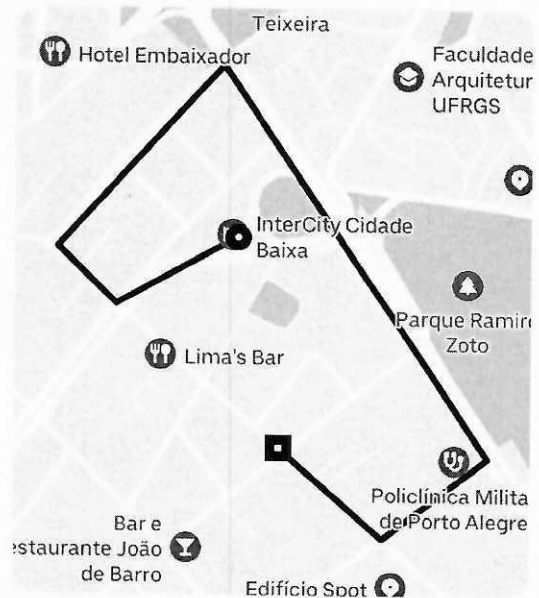 Teixeira
Hotel Embaixador
Faculdade
Arquitetur
UFRGS
InterCity Cidade
Baixa
Parque Ramiro
Zoto
Lima's Bar
Policlínica Milita
de Porto Alegre
Bar e
estaurante João
de Barro
Edifício Spot